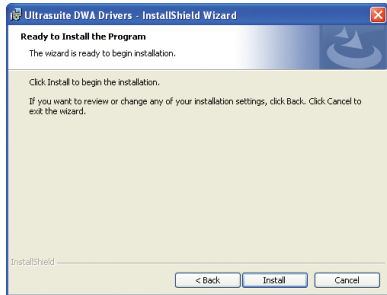 Ultrasuite DWA Drivers - InstallShield Wizard
Ready to Install the Program
The wizard is ready to begin installation.
Click Install to begin the installation.
If you want to review or change any of your installation settings, click Back. Click Cancel to
exit the wizard.
InstallShield
< Back Install Cancel